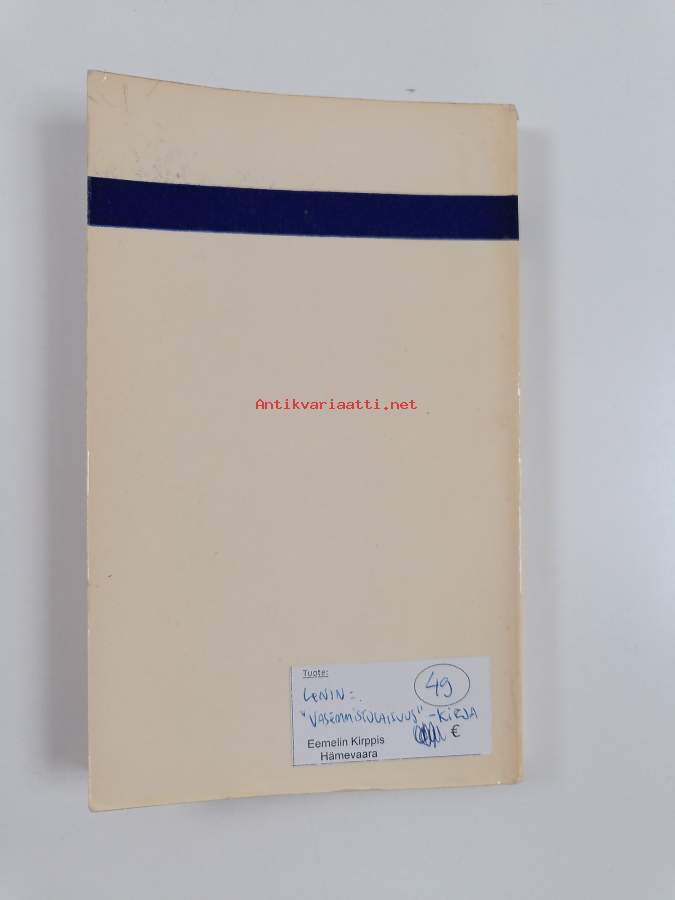 Antikvariaatti.net
Tuote:
49
LENIN:
"VASEMMISTOLAISUUS" -KIRJA
€
Eemelin Kirppis
Hämevaara